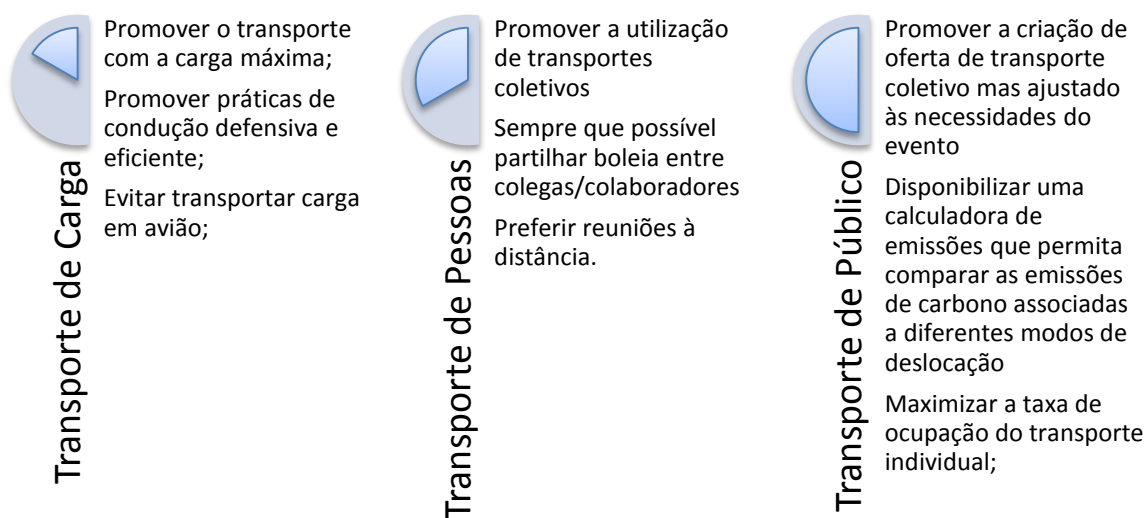 Transporte de Carga
Promover o transporte
com a carga máxima;
Promover práticas de
condução defensiva e
eficiente;
Evitar transportar carga
em avião;
Transporte de Pessoas
Promover a utilização
de transportes
coletivos
Sempre que possível
partilhar boleia entre
colegas/colaboradores
Preferir reuniões à
distância.
Transporte de Público
Promover a criação de
oferta de transporte
coletivo mas ajustado
às necessidades do
evento
Disponibilizar uma
calculadora de
emissões que permita
comparar as emissões
de carbono associadas
a diferentes modos de
deslocação
Maximizar a taxa de
ocupação do transporte
individual;